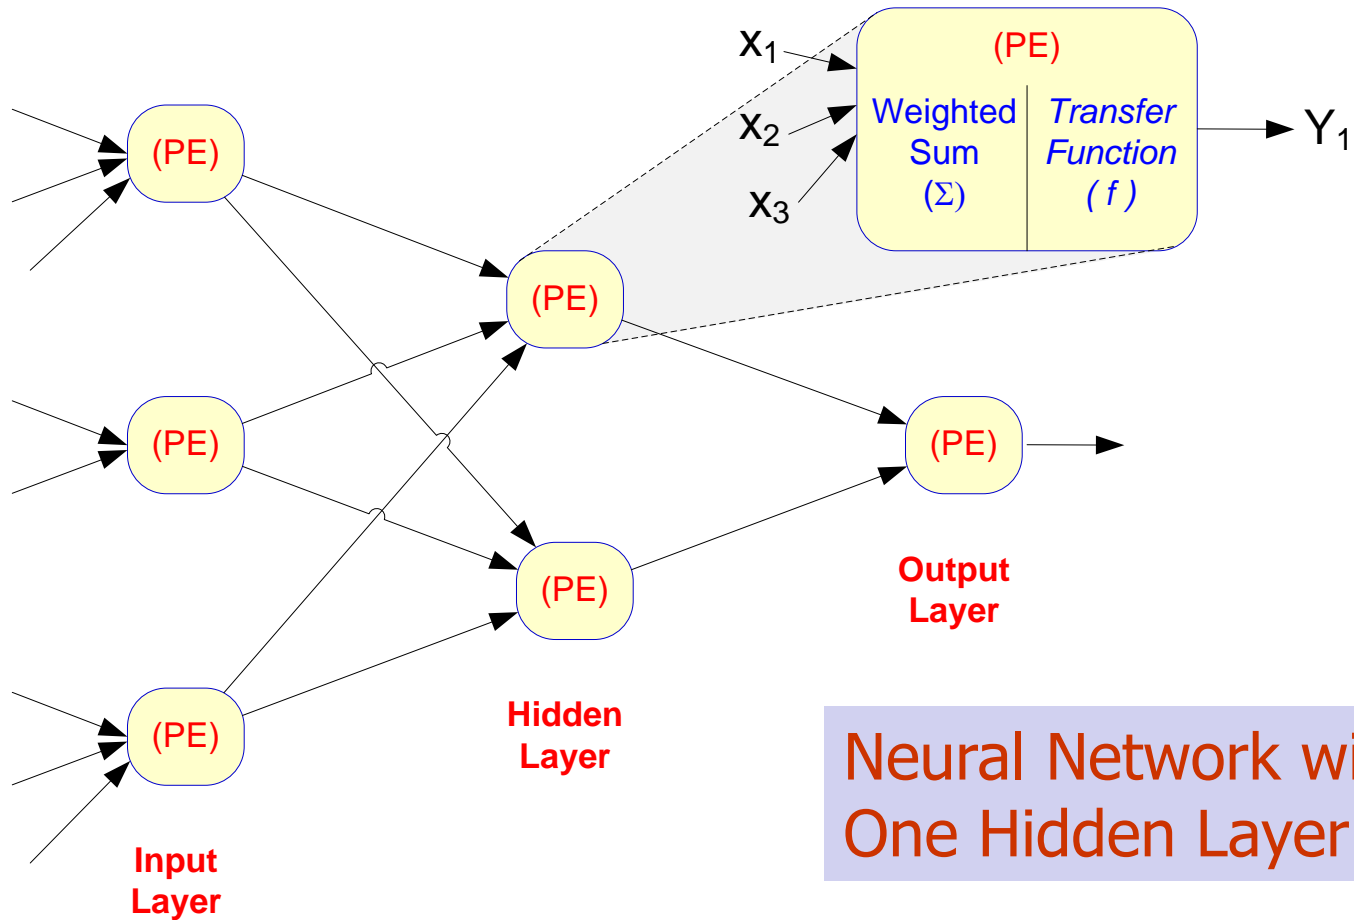 x₁
x₂
x₃
(PE)
Weighted
Sum
(Σ)
Transfer
Function
( f )
Y₁
(PE)
(PE)
(PE)
(PE)
(PE)
(PE)
Input
Layer
Hidden
Layer
Output
Layer
Neural Network wi
One Hidden Layer